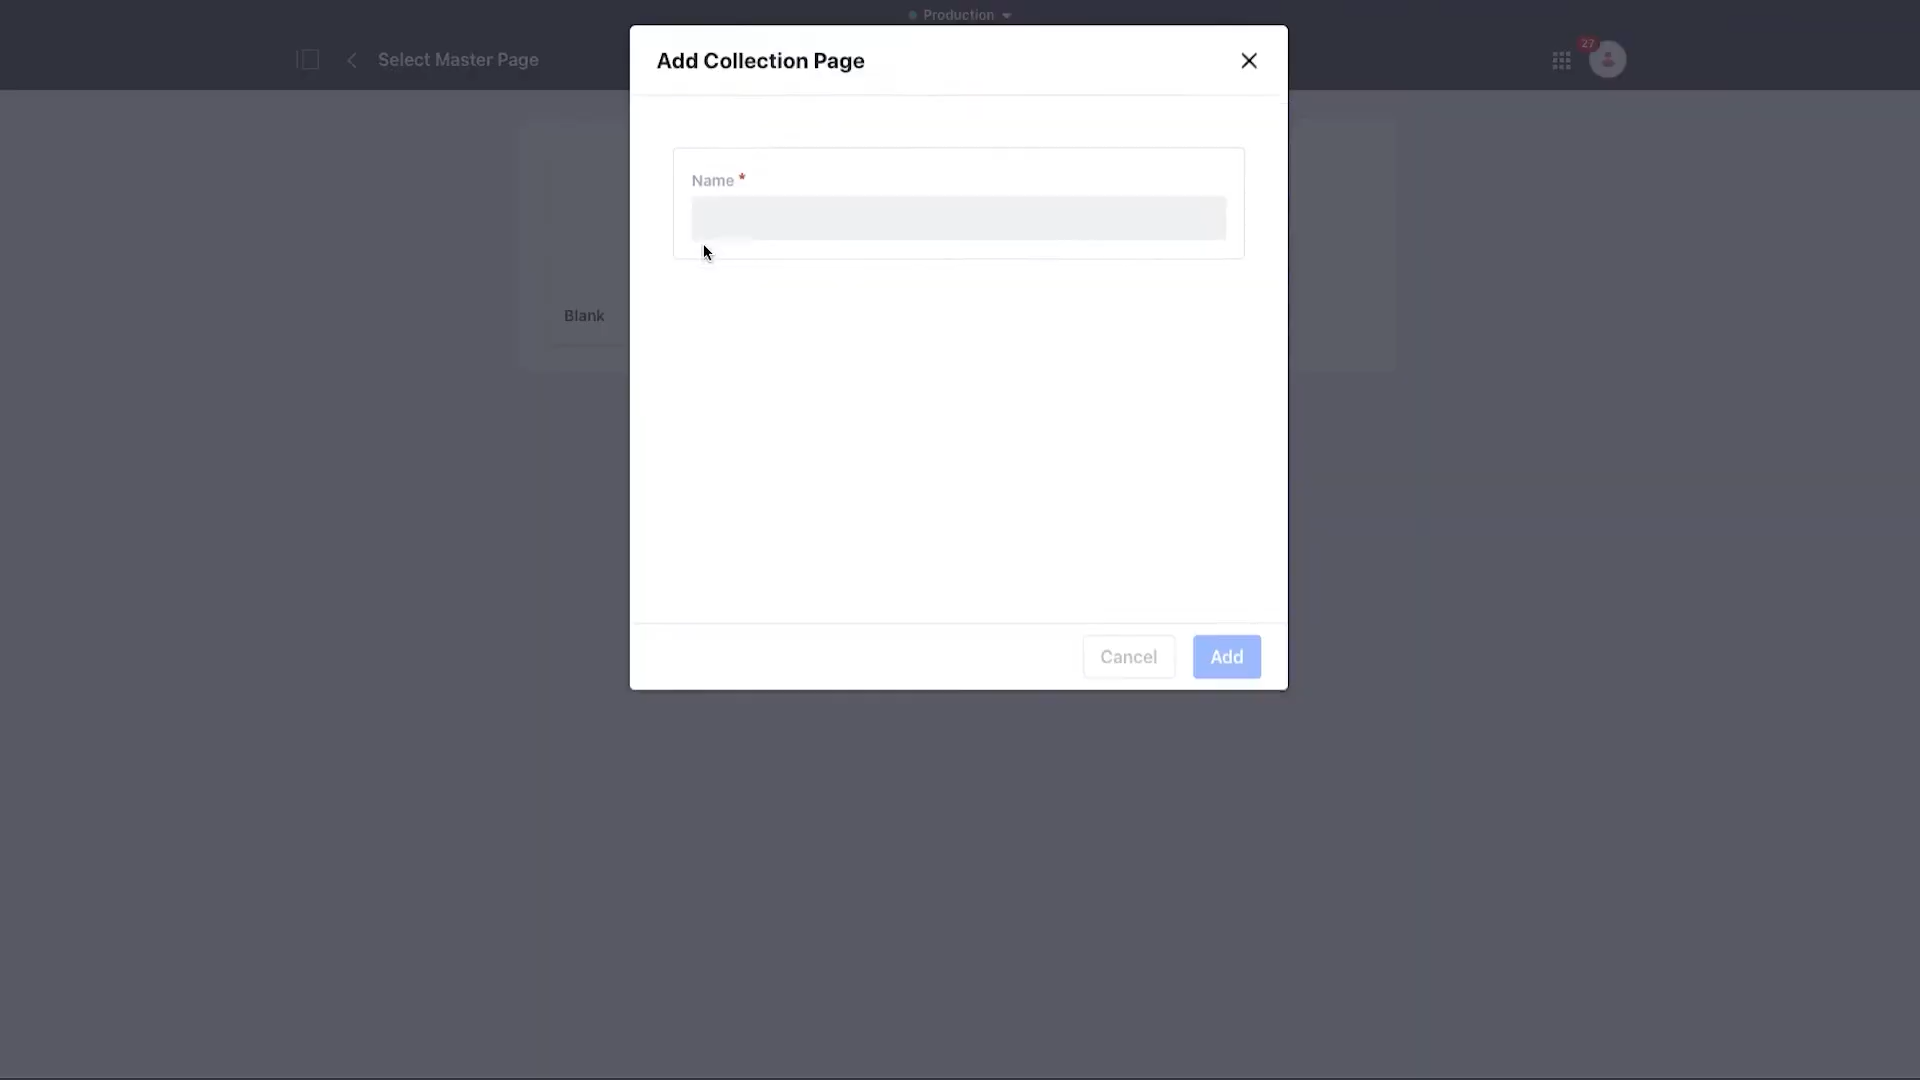 Production
Select Master Page
27
Add Collection Page
Name *
Blank
Cancel
Add